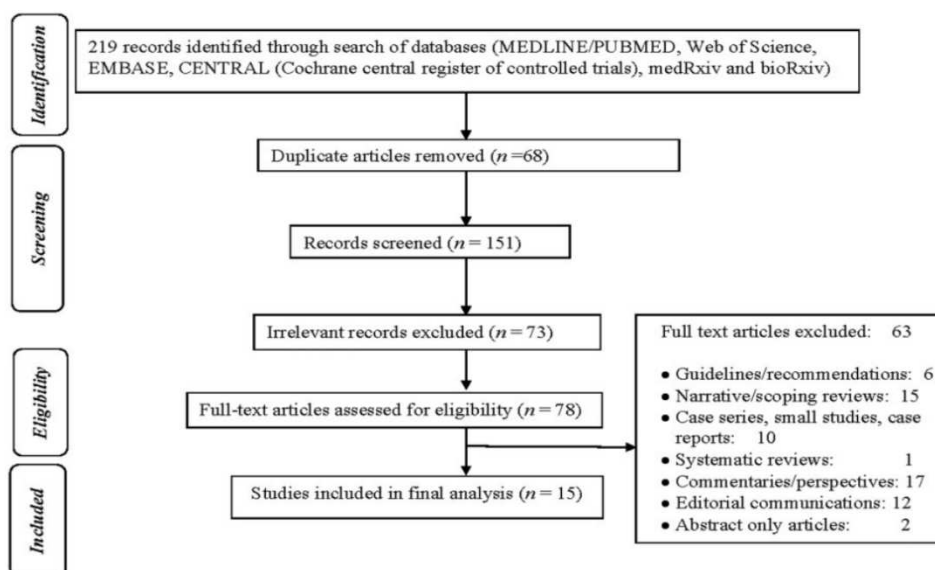 Identification
219 records identified through search of databases (MEDLINE/PUBMED, Web of Science,
EMBASE, CENTRAL (Cochrane central register of controlled trials), medRxiv and bioRxiv)
Screening
Duplicate articles removed (n =68)
Records screened (n = 151)
Irrelevant records excluded (n = 73)
Eligibility
Full-text articles assessed for eligibility (n = 78)
Full text articles excluded: 63
• Guidelines/recommendations: 6
• Narrative/scoping reviews: 15
• Case series, small studies, case
reports: 10
• Systematic reviews: 1
• Commentaries/perspectives: 17
• Editorial communications: 12
• Abstract only articles: 2
Included
Studies included in final analysis (n = 15)